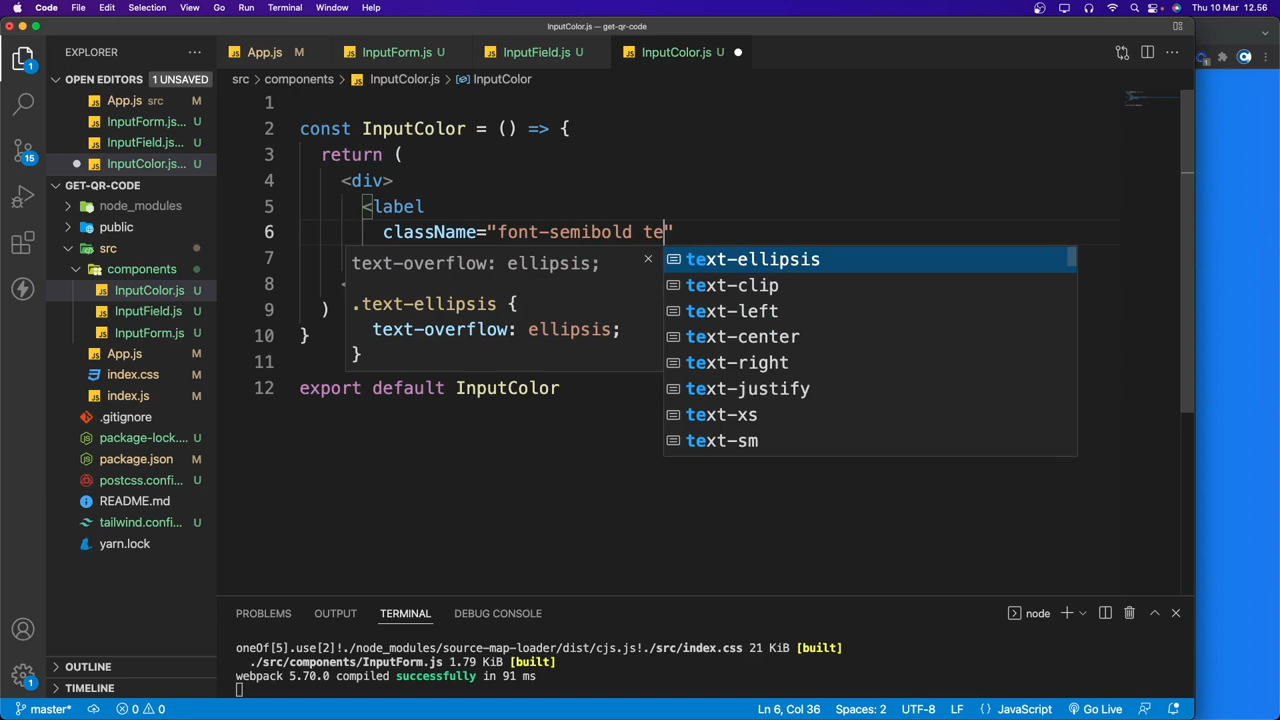 Code File Edit Selection View Go Run Terminal Window Help Thu 10 Mar 12.56
InputColor.js — get-qr-code
EXPLORER
App.js M InputForm.js U InputField.js U InputColor.js U
OPEN EDITORS 1 UNSAVED
src > components > InputColor.js > InputColor
App.js src M
InputForm.js... U
InputField.js... U
InputColor.js... U
GET-QR-CODE
node_modules
public
src
components
InputColor.js U
InputField.js U
InputForm.js U
App.js M
index.css M
index.js M
.gitignore
package-lock.... U
package.json M
postcss.confi... U
README.md
tailwind.confi... U
yarn.lock
OUTLINE
TIMELINE
1
15
1
1
2 const InputColor = () => {
3 return (
4 <div>
5 <label
6 className="font-semibold te"
7
8 <
9 )
10 }
11
12 export default InputColor
text-overflow: ellipsis;
.text-ellipsis {
text-overflow: ellipsis;
}
text-ellipsis
text-clip
text-left
text-center
text-right
text-justify
text-xs
text-sm
PROBLEMS OUTPUT TERMINAL DEBUG CONSOLE node
oneOf[5].use[2]!./node_modules/source-map-loader/dist/cjs.js!./src/index.css 21 KiB [built]
./src/components/InputForm.js 1.79 KiB [built]
webpack 5.70.0 compiled successfully in 91 ms
master* 0 0 Ln 6, Col 36 Spaces: 2 UTF-8 LF { } JavaScript Go Live